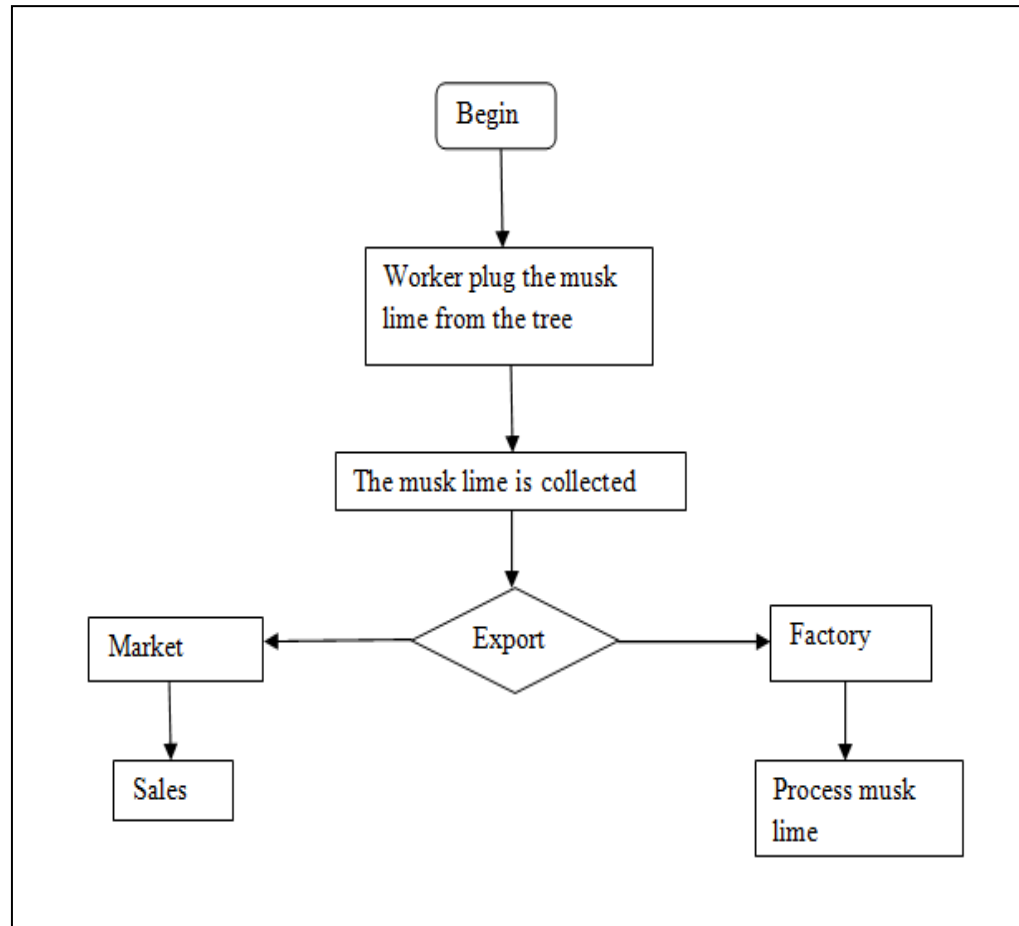 Begin
Worker plug the musk
lime from the tree
The musk lime is collected
Export
Market
Factory
Sales
Process musk
lime